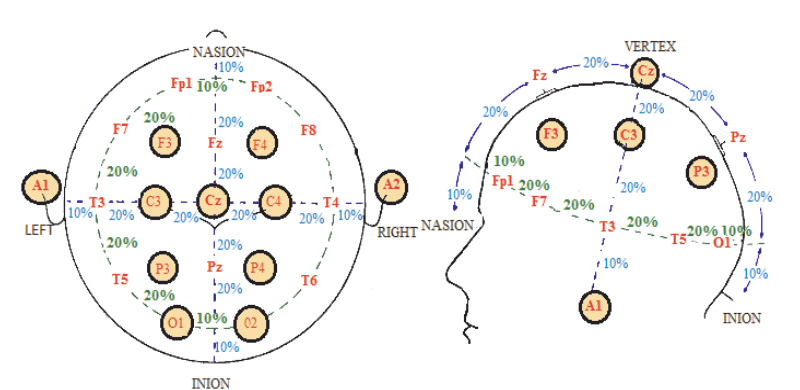 NASION
10%
Fp1 10% Fp2
20% 20%
F7 F3 Fz F4 F8
20% 20%
A1 T3 C3 Cz C4 T4 A2
10% 20% 20% 20% 20% 10%
LEFT RIGHT
20% 20%
P3 Pz P4
T5 20% 20% T6
O1 10% 02
10%
INION
VERTEX
20% Cz
Fz 20%
20% 20%
F3 C3 Pz
10%
10% Fp1 20% 20% P3
F7 20%
NASION T3 20% T5 20% 10% 20%
O1
10% 10%
A1
INION